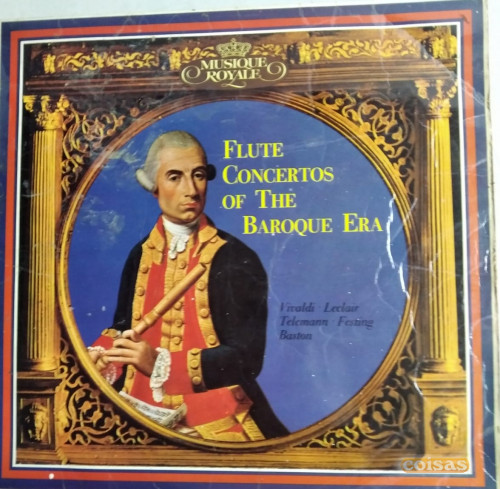 MUSIQUE
ROYALE
FLUTE
CONCERTOS
OF THE
BAROQUE ERA
Vivaldi · Leclair
Telemann · Festing
Baston
coisas